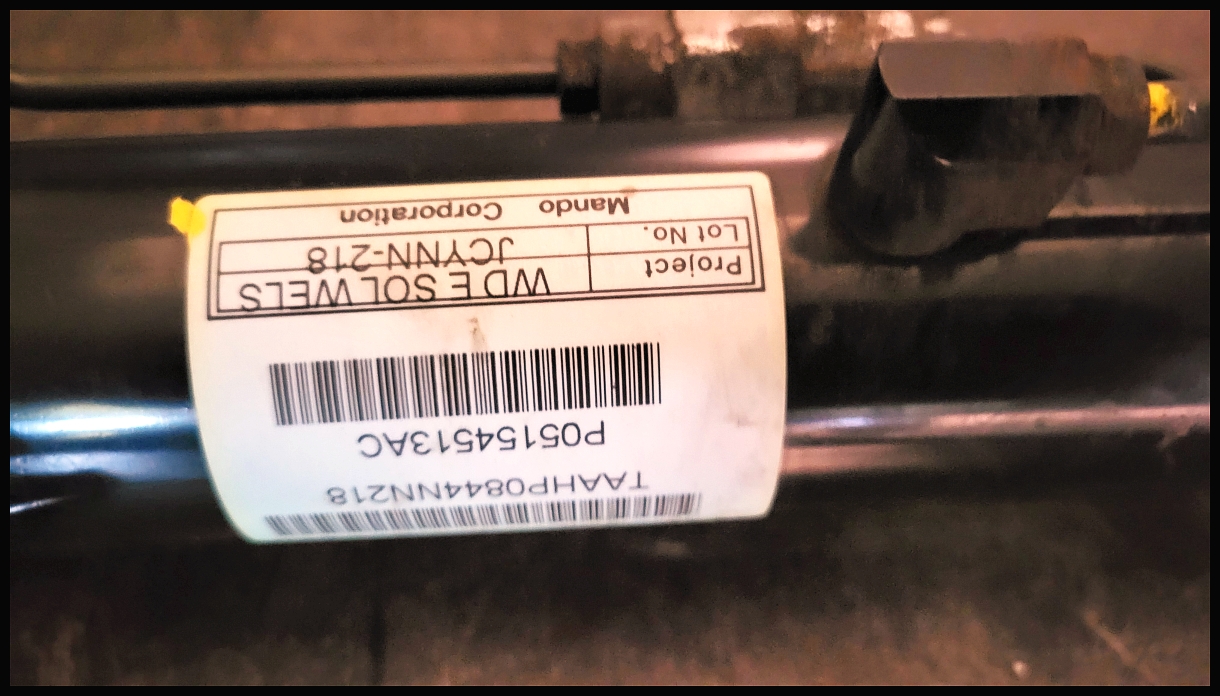 TAAHP0844NN218
P05154513AC
Project WD E SOL WELS
Lot No. JCYNN-218
Mando Corporation